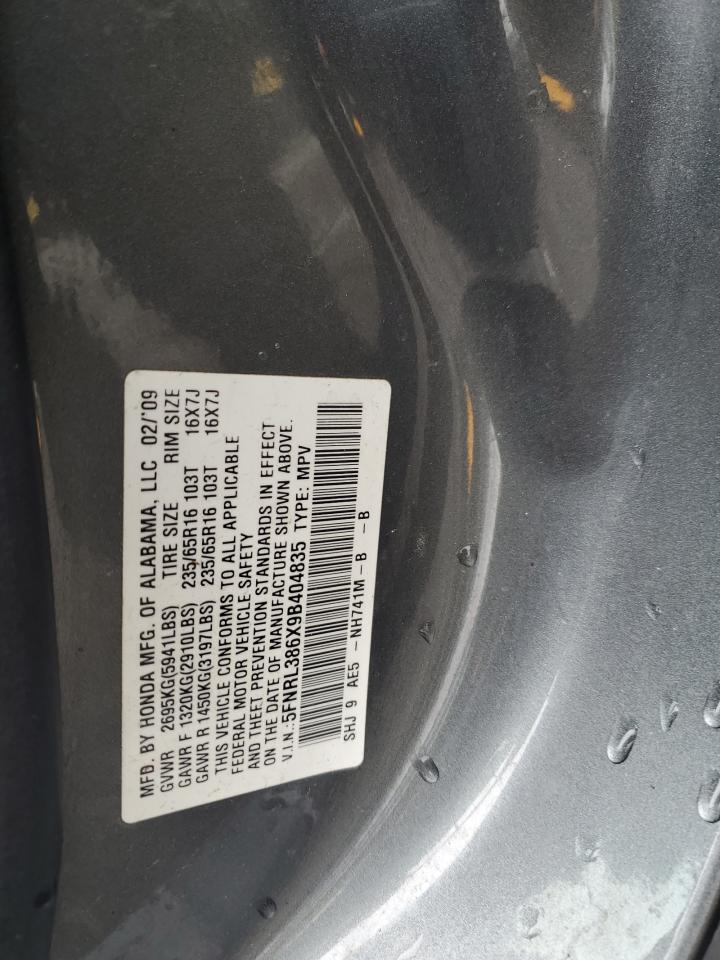 MFD. BY HONDA MFG. OF ALABAMA, LLC 02/'09
GVWR 2695KG(5941LBS) TIRE SIZE RIM SIZE
GAWR F 1320KG(2910LBS) 235/65R16 103T 16X7J
GAWR R 1450KG(3197LBS) 235/65R16 103T 16X7J
THIS VEHICLE CONFORMS TO ALL APPLICABLE
FEDERAL MOTOR VEHICLE SAFETY
AND THEFT PREVENTION STANDARDS IN EFFECT
ON THE DATE OF MANUFACTURE SHOWN ABOVE.
V.I.N.:5FNRL386X9B404835 TYPE: MPV
SHJ 9 AE5 -NH741M-B -B